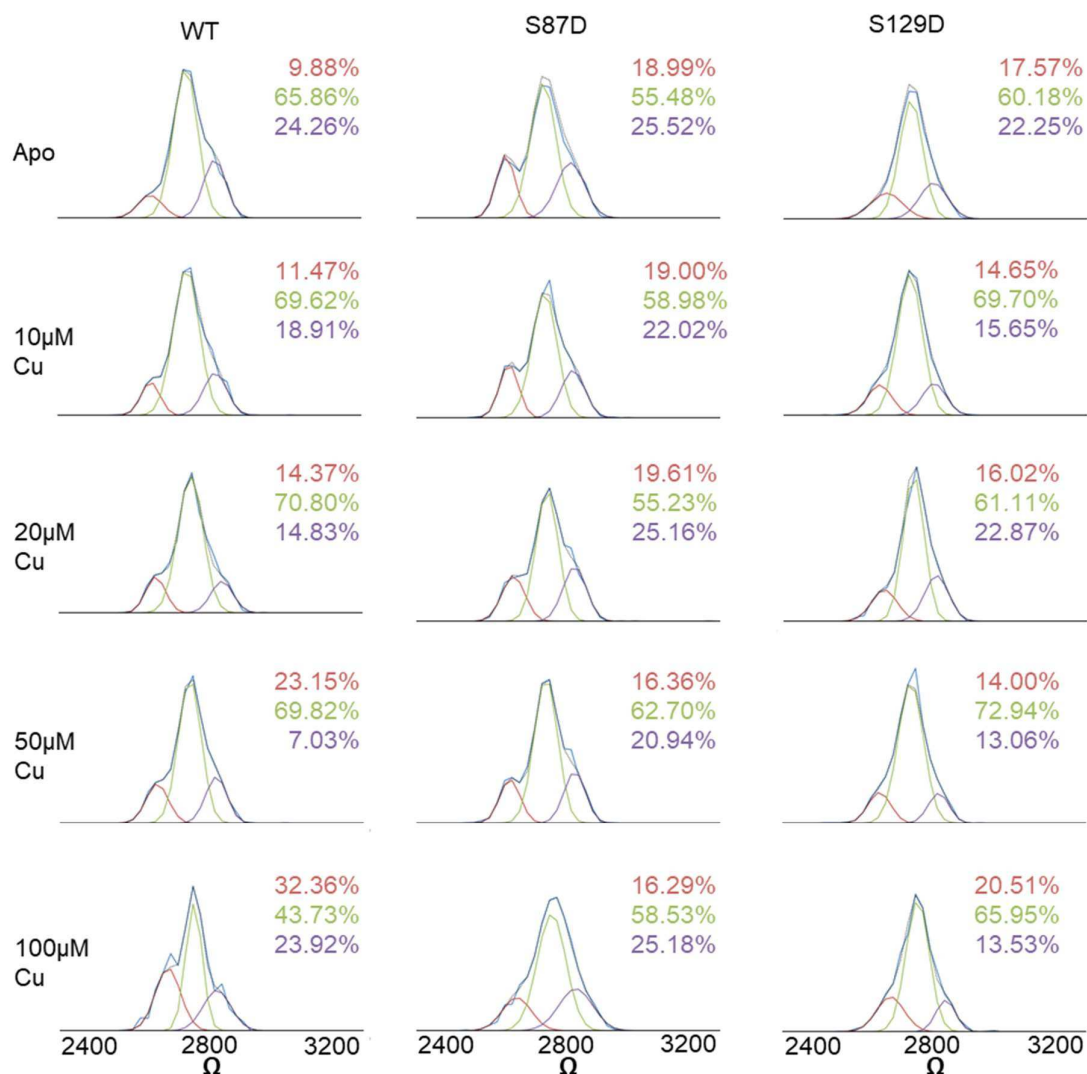 WT
S87D
S129D
Apo
9.88%
65.86%
24.26%
18.99%
55.48%
25.52%
17.57%
60.18%
22.25%
10µM
Cu
11.47%
69.62%
18.91%
19.00%
58.98%
22.02%
14.65%
69.70%
15.65%
20µM
Cu
14.37%
70.80%
14.83%
19.61%
55.23%
25.16%
16.02%
61.11%
22.87%
50µM
Cu
23.15%
69.82%
7.03%
16.36%
62.70%
20.94%
14.00%
72.94%
13.06%
100µM
Cu
32.36%
43.73%
23.92%
16.29%
58.53%
25.18%
20.51%
65.95%
13.53%
2400 2800 3200
Ω
2400 2800 3200
Ω
2400 2800 3200
Ω